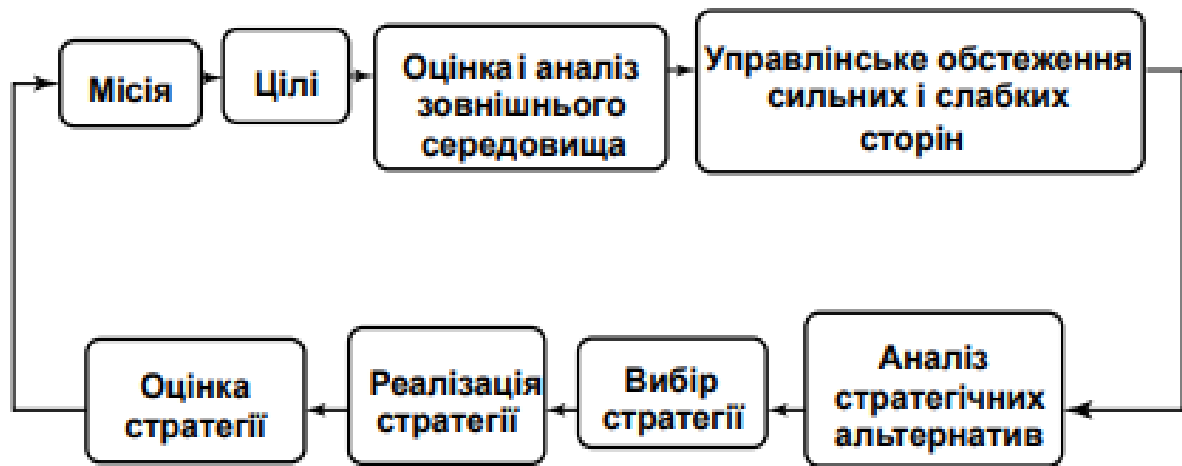 Місія
Цілі
Оцінка і аналіз
зовнішнього
середовища
Управлінське обстеження
сильних і слабких
сторін
Оцінка
стратегії
Реалізація
стратегії
Вибір
стратегії
Аналіз
стратегічних
альтернатив